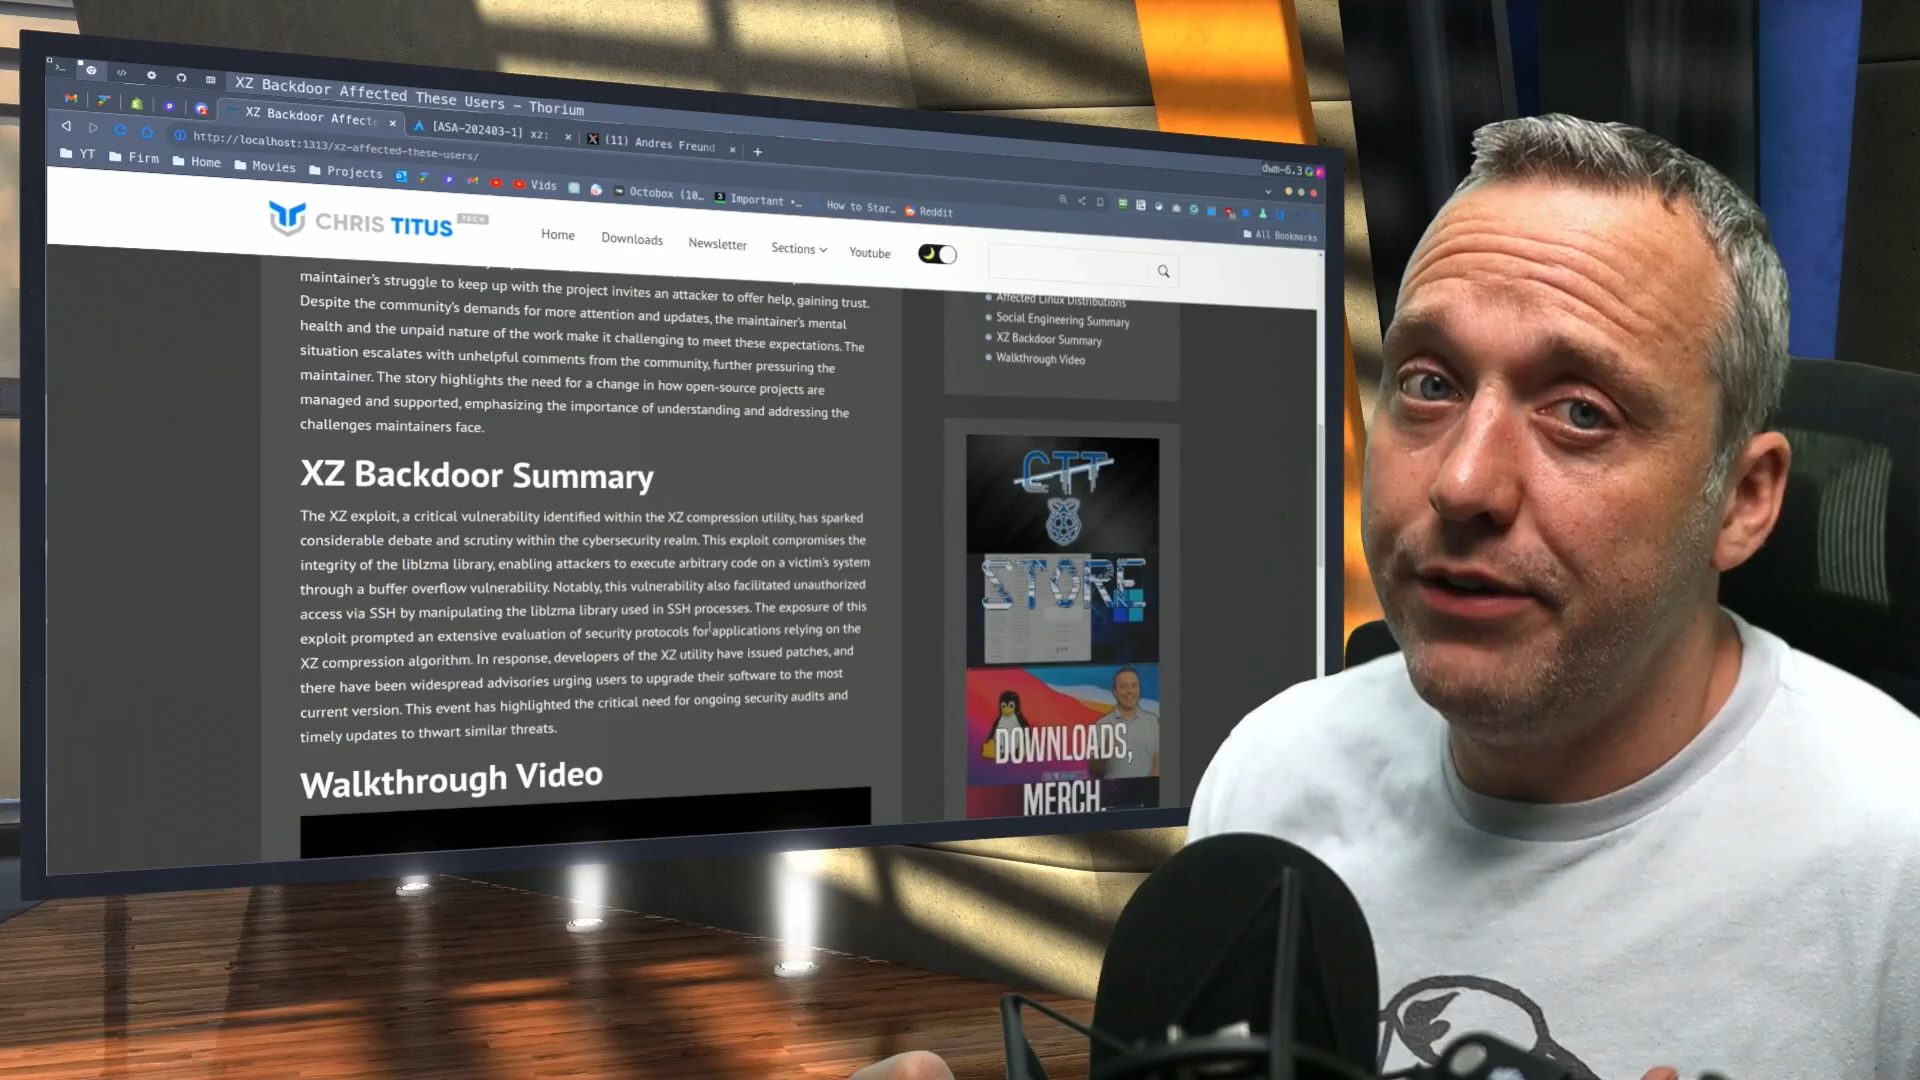 XZ Backdoor Affected These Users – Thorium
dwm-6.3
XZ Backdoor Affecte
[ASA-202403-1] xz:
(11) Andres Freund
http://localhost:1313/xz-affected-these-users/
YT
Firm
Home
Movies
Projects
Vids
Octobox (10…
Important •…
How to Star…
Reddit
All Bookmarks
CHRIS TITUS TECH
Home
Downloads
Newsletter
Sections
Youtube
maintainer's struggle to keep up with the project invites an attacker to offer help, gaining trust.
Despite the community's demands for more attention and updates, the maintainer's mental
health and the unpaid nature of the work make it challenging to meet these expectations. The
situation escalates with unhelpful comments from the community, further pressuring the
maintainer. The story highlights the need for a change in how open-source projects are
managed and supported, emphasizing the importance of understanding and addressing the
challenges maintainers face.
XZ Backdoor Summary
The XZ exploit, a critical vulnerability identified within the XZ compression utility, has sparked
considerable debate and scrutiny within the cybersecurity realm. This exploit compromises the
integrity of the liblzma library, enabling attackers to execute arbitrary code on a victim's system
through a buffer overflow vulnerability. Notably, this vulnerability also facilitated unauthorized
access via SSH by manipulating the liblzma library used in SSH processes. The exposure of this
exploit prompted an extensive evaluation of security protocols for applications relying on the
XZ compression algorithm. In response, developers of the XZ utility have issued patches, and
there have been widespread advisories urging users to upgrade their software to the most
current version. This event has highlighted the critical need for ongoing security audits and
timely updates to thwart similar threats.
Walkthrough Video
Affected Linux Distributions
Social Engineering Summary
XZ Backdoor Summary
Walkthrough Video
CTT
STORE
DOWNLOADS,
MERCH,